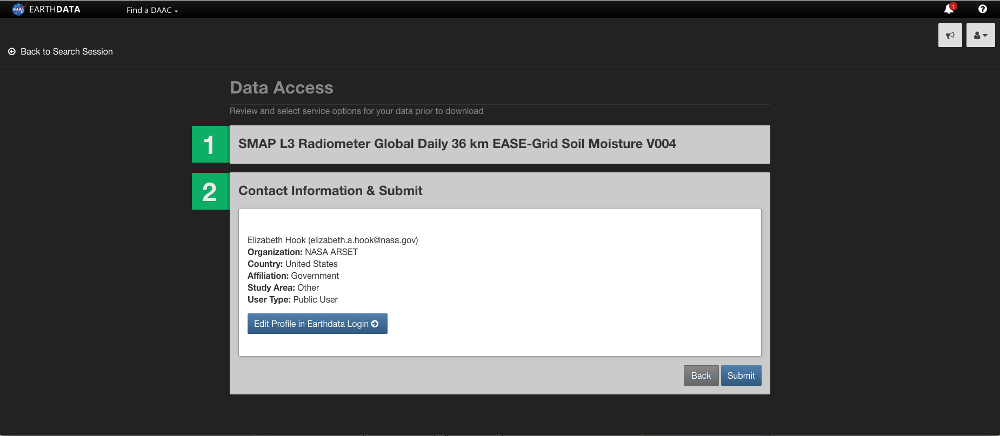 NASA EARTHDATA Find a DAAC 1
Back to Search Session
Data Access
Review and select service options for your data prior to download
1 SMAP L3 Radiometer Global Daily 36 km EASE-Grid Soil Moisture V004
2 Contact Information & Submit
Elizabeth Hook (elizabeth.a.hook@nasa.gov)
Organization: NASA ARSET
Country: United States
Affiliation: Government
Study Area: Other
User Type: Public User
Edit Profile in Earthdata Login
Back Submit